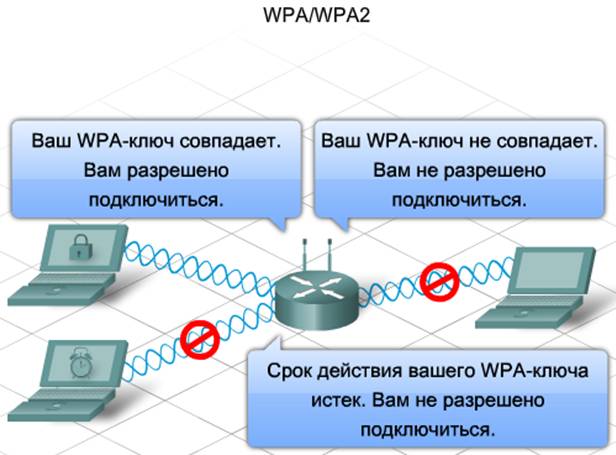 WPA/WPA2
Ваш WPA-ключ совпадает.
Вам разрешено
подключиться.
Ваш WPA-ключ не совпадает.
Вам не разрешено
подключиться.
Срок действия вашего WPA-ключа
истек. Вам не разрешено
подключиться.